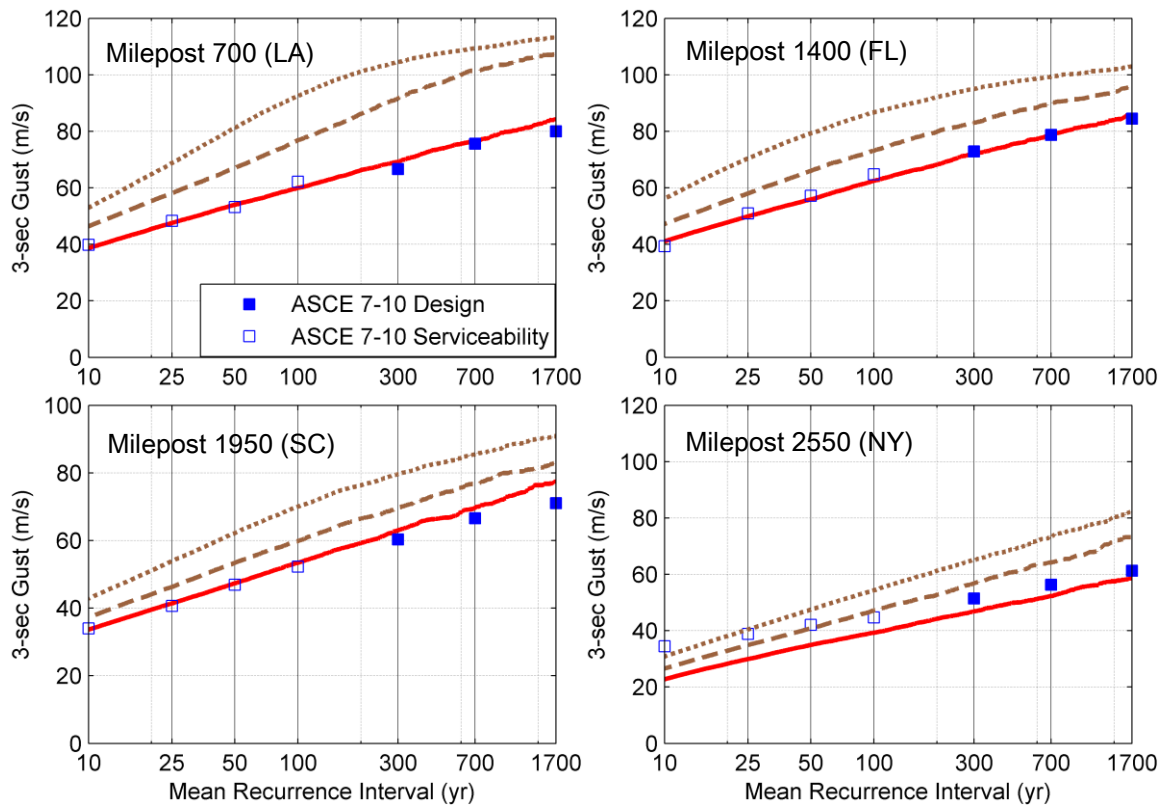 120
100
80
60
40
20
0
3-sec Gust (m/s)
Milepost 700 (LA)
ASCE 7-10 Design
ASCE 7-10 Serviceability
10 25 50 100 300 700 1700
120
100
80
60
40
20
0
3-sec Gust (m/s)
Milepost 1400 (FL)
10 25 50 100 300 700 1700
100
80
60
40
20
0
3-sec Gust (m/s)
Milepost 1950 (SC)
10 25 50 100 300 700 1700
Mean Recurrence Interval (yr)
120
100
80
60
40
20
0
3-sec Gust (m/s)
Milepost 2550 (NY)
10 25 50 100 300 700 1700
Mean Recurrence Interval (yr)